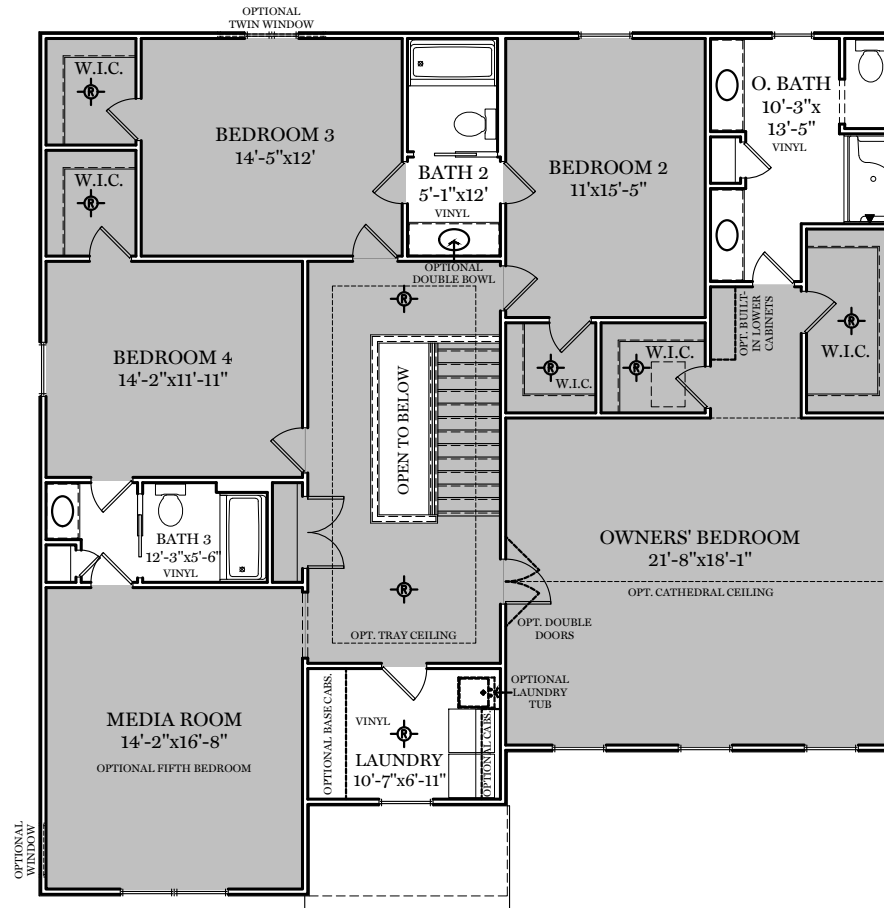 OPTIONAL
TWIN WINDOW
W.I.C.
R
BEDROOM 3
14'-5"x12'
W.I.C.
R
BATH 2
5'-1"x12'
VINYL
OPTIONAL
DOUBLE BOWL
BEDROOM 2
11'x15'-5"
O. BATH
10'-3"x
13'-5"
VINYL
R
BEDROOM 4
14'-2"x11'-11"
OPEN TO BELOW
R
W.I.C.
R
W.I.C.
OPT. BUILT-
IN LOWER
CABINETS
R
W.I.C.
BATH 3
12'-3"x5'-6"
VINYL
R
OPT. TRAY CEILING
OWNERS' BEDROOM
21'-8"x18'-1"
OPT. CATHEDRAL CEILING
OPT. DOUBLE
DOORS
MEDIA ROOM
14'-2"x16'-8"
OPTIONAL FIFTH BEDROOM
OPTIONAL BASE CABS.
VINYL
R
LAUNDRY
10'-7"x6'-11"
OPTIONAL CABS.
OPTIONAL
LAUNDRY
TUB
OPTIONAL
WINDOW